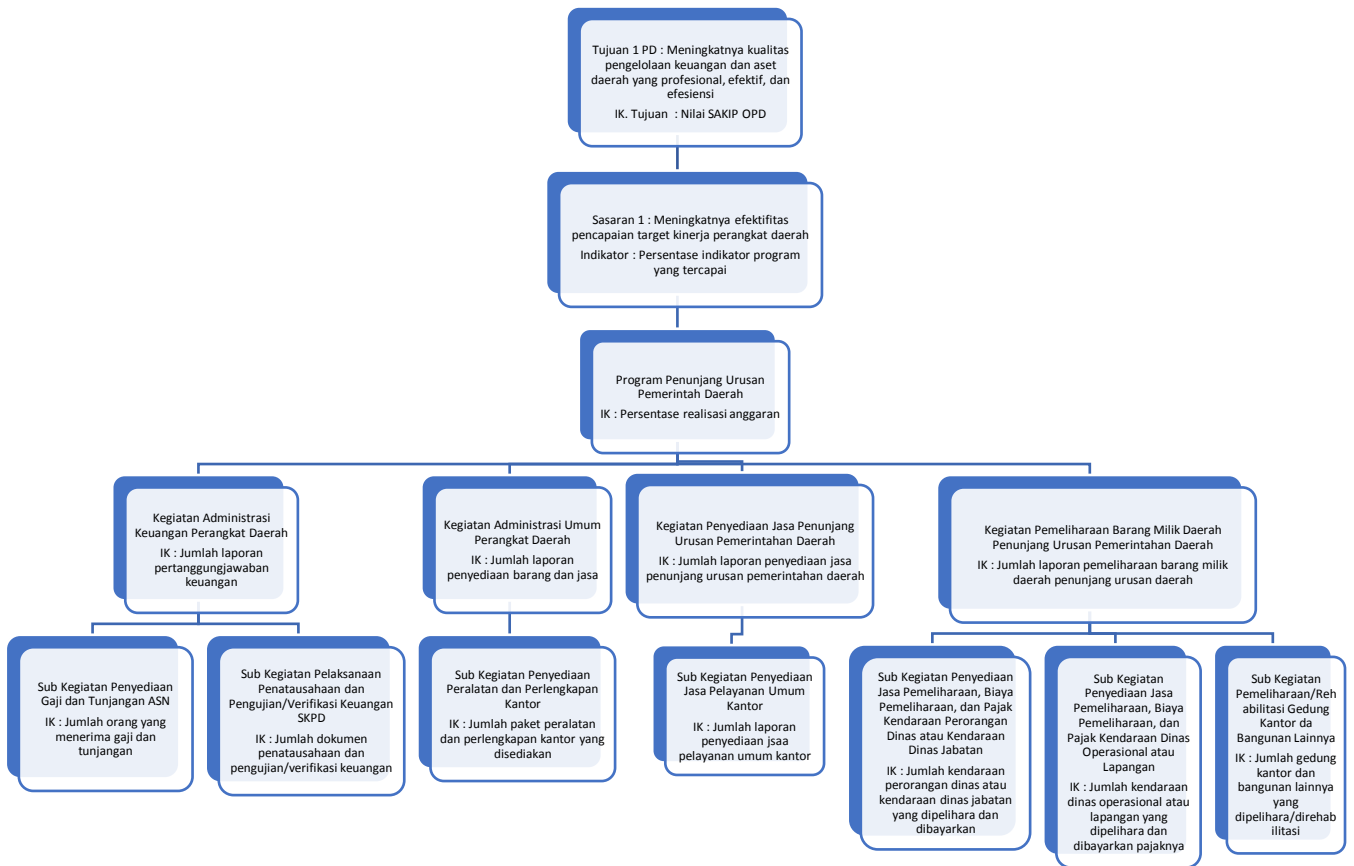 Tujuan 1 PD : Meningkatnya kualitas
pengelolaan keuangan dan aset
daerah yang profesional, efektif, dan
efesiensi
IK. Tujuan : Nilai SAKIP OPD
Sasaran 1 : Meningkatnya efektifitas
pencapaian target kinerja perangkat daerah
Indikator : Persentase indikator program
yang tercapai
Program Penunjang Urusan
Pemerintah Daerah
IK : Persentase realisasi anggaran
Kegiatan Administrasi
Keuangan Perangkat Daerah
IK : Jumlah laporan
pertanggungjawaban
keuangan
Kegiatan Administrasi Umum
Perangkat Daerah
IK : Jumlah laporan
penyediaan barang dan jasa
Kegiatan Penyediaan Jasa Penunjang
Urusan Pemerintahan Daerah
IK : Jumlah laporan penyediaan jasa
penunjang urusan pemerintahan daerah
Kegiatan Pemeliharaan Barang Milik Daerah
Penunjang Urusan Pemerintahan Daerah
IK : Jumlah laporan pemeliharaan barang milik
daerah penunjang urusan daerah
Sub Kegiatan Penyediaan
Gaji dan Tunjangan ASN
IK : Jumlah orang yang
menerima gaji dan
tunjangan
Sub Kegiatan Pelaksanaan
Penatausahaan dan
Pengujian/Verifikasi Keuangan
SKPD
IK : Jumlah dokumen
penatausahaan dan
pengujian/verifikasi keuangan
Sub Kegiatan Penyediaan
Peralatan dan Perlengkapan
Kantor
IK : Jumlah paket peralatan
dan perlengkapan kantor yang
disediakan
Sub Kegiatan Penyediaan
Jasa Pelayanan Umum
Kantor
IK : Jumlah laporan
penyediaan jsaa
pelayanan umum kantor
Sub Kegiatan Penyediaan
Jasa Pemeliharaan, Biaya
Pemeliharaan, dan Pajak
Kendaraan Perorangan
Dinas atau Kendaraan
Dinas Jabatan
IK : Jumlah kendaraan
perorangan dinas atau
kendaraan dinas jabatan
yang dipelihara dan
dibayarkan
Sub Kegiatan
Penyediaan Jasa
Pemeliharaan, Biaya
Pemeliharaan, dan
Pajak Kendaraan Dinas
Operasional atau
Lapangan
IK : Jumlah kendaraan
dinas operasional atau
lapangan yang
dipelihara dan
dibayarkan pajaknya
Sub Kegiatan
Pemeliharaan/Reh
abilitasi Gedung
Kantor da
Bangunan Lainnya
IK : Jumlah gedung
kantor dan
bangunan lainnya
yang
dipelihara/direhab
ilitasi